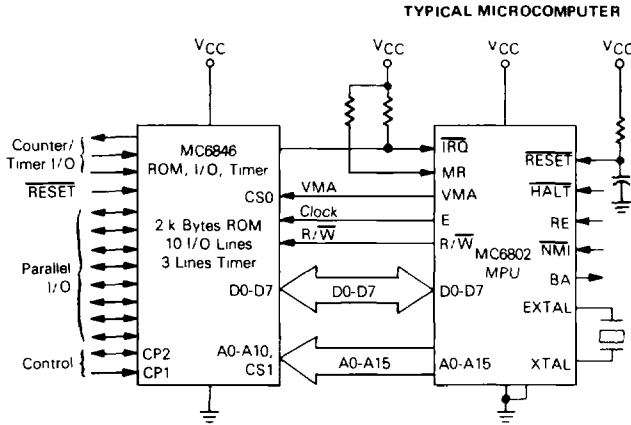 TYPICAL MICROCOMPUTER
VCC
VCC
VCC
VCC
Counter/
Timer I/O
RESET
Parallel
I/O
Control
MC6846
ROM, I/O, Timer
CS0
2 k Bytes ROM
10 I/O Lines
3 Lines Timer
D0-D7
A0-A10,
CS1
CP2
CP1
VMA
Clock
R/W
D0-D7
A0-A15
IRQ
MR
VMA
E
R/W
MC6802
MPU
D0-D7
A0-A15
RESET
HALT
RE
NMI
BA
EXTAL
XTAL